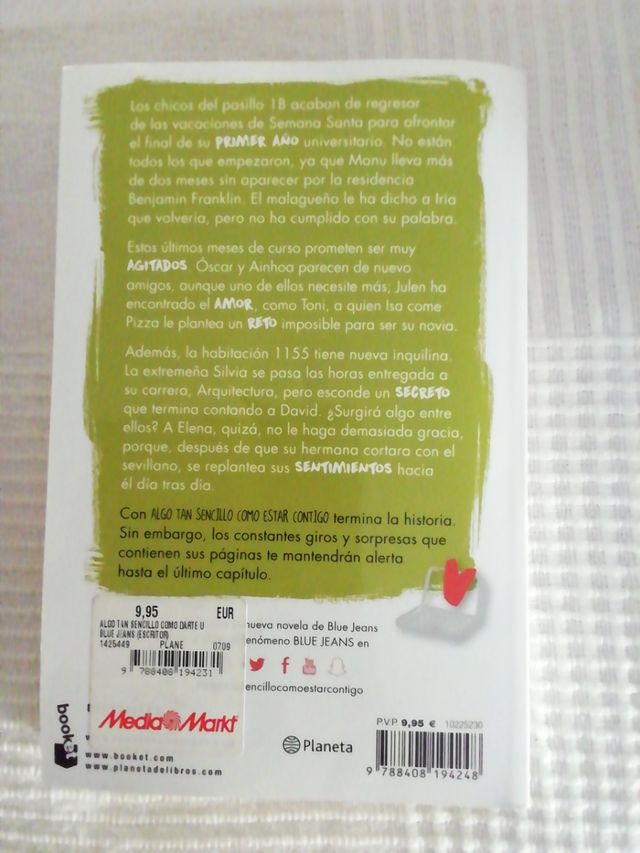 Los chicos del pasillo 1B acaban de regresar
de las vacaciones de Semana Santa para afrontar
el final de su PRIMER AÑO universitario. No están
todos los que empezaron, ya que Manu lleva más
de dos meses sin aparecer por la residencia
Benjamin Franklin. El malagueño le ha dicho a Iria
que volvería, pero no ha cumplido con su palabra.
Estos últimos meses de curso prometen ser muy
AGITADOS. Óscar y Ainhoa parecen de nuevo
amigos, aunque uno de ellos necesite más; Julen ha
encontrado el AMOR, como Toni, a quien Isa come
Pizza le plantea un RETO imposible para ser su novia.
Además, la habitación 1155 tiene nueva inquilina.
La extremeña Silvia se pasa las horas entregada a
su carrera, Arquitectura, pero esconde un SECRETO
que termina contando a David. ¿Surgirá algo entre
ellos? A Elena, quizá, no le haga demasiada gracia,
porque, después de que su hermana cortara con el
sevillano, se replantea sus SENTIMIENTOS hacia
él día tras día.
Con ALGO TAN SENCILLO COMO ESTAR CONTIGO termina la historia.
Sin embargo, los constantes giros y sorpresas que
contienen sus páginas te mantendrán alerta
hasta el último capítulo.
9,95 EUR
ALGO TAN SENCILLO COMO DARTE U
BLUE JEANS (ESCRITOR)
1425449 PLANE 0709
9 788408 194231
MediaMarkt
nueva novela de Blue Jeans
enómeno BLUE JEANS en
sencillocomoestarcontigo
booket
www.booket.com
www.planetadelibros.com
Planeta
PVP 9,95 € 10225230
9 788408 194248